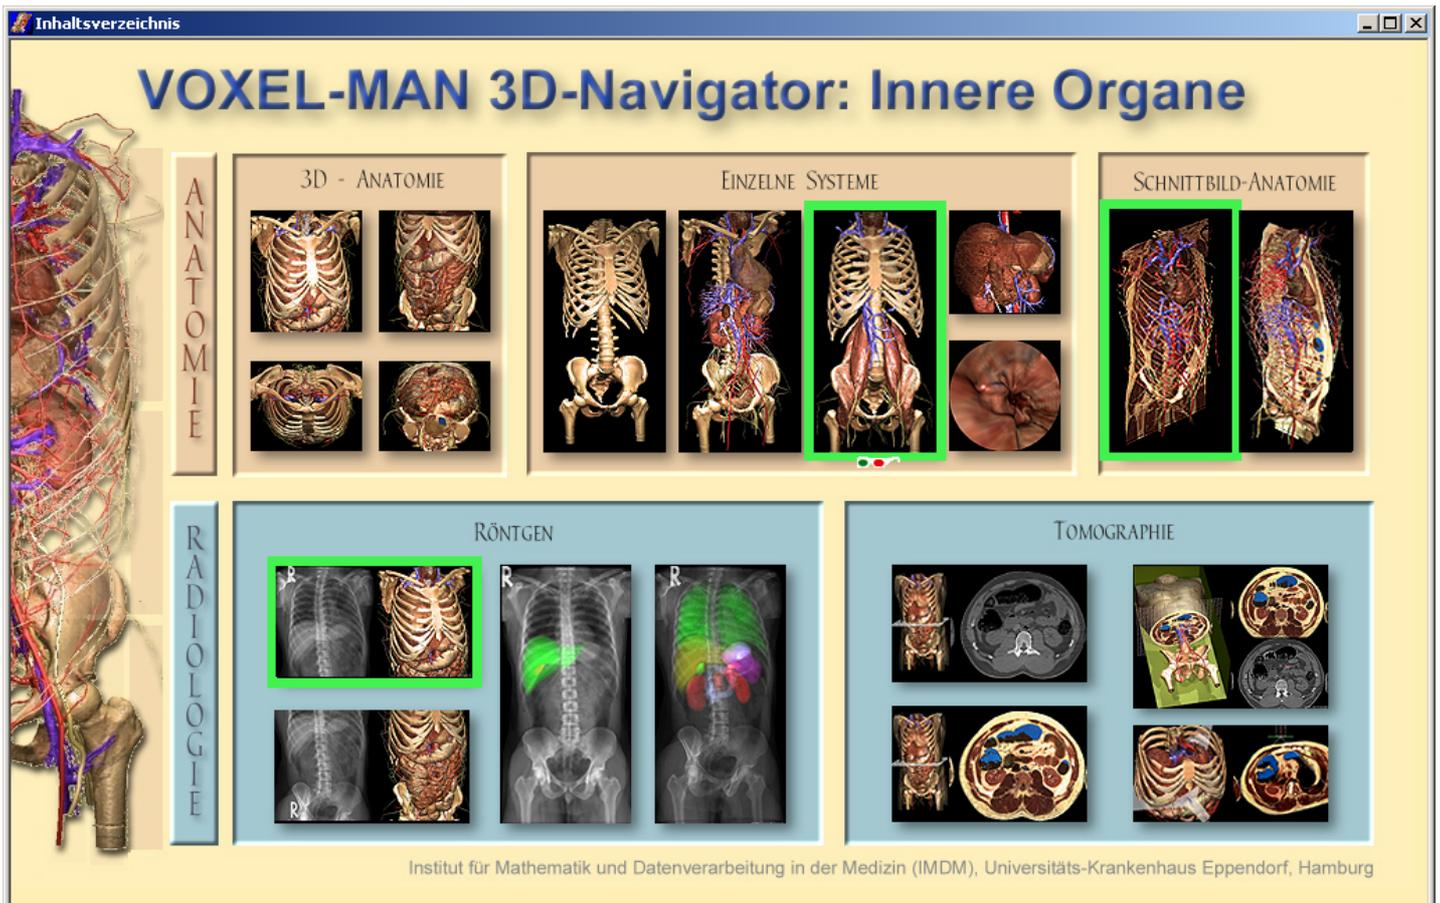 Inhaltsverzeichnis
VOXEL-MAN 3D-Navigator: Innere Organe
ANATOMIE
3D - ANATOMIE
EINZELNE SYSTEME
SCHNITTBILD-ANATOMIE
RADIOLOGIE
RÖNTGEN
TOMOGRAPHIE
R
R
R
R
Institut für Mathematik und Datenverarbeitung in der Medizin (IMDM), Universitäts-Krankenhaus Eppendorf, Hamburg